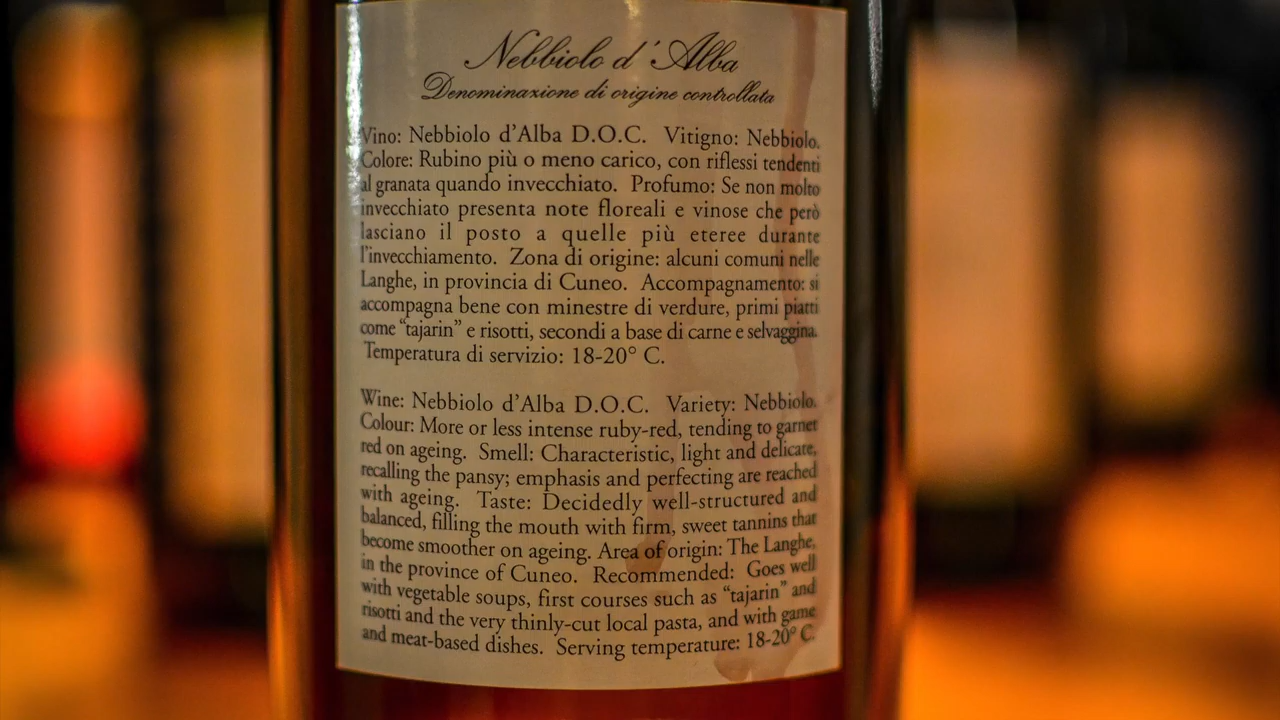 Nebbiolo d'Alba
Denominazione di origine controllata
Vino: Nebbiolo d'Alba D.O.C. Vitigno: Nebbiolo.
Colore: Rubino più o meno carico, con riflessi tendenti
al granata quando invecchiato. Profumo: Se non molto
invecchiato presenta note floreali e vinose che però
lasciano il posto a quelle più eteree durante
l'invecchiamento. Zona di origine: alcuni comuni nelle
Langhe, in provincia di Cuneo. Accompagnamento: si
accompagna bene con minestre di verdure, primi piatti
come "tajarin" e risotti, secondi a base di carne e selvaggina.
Temperatura di servizio: 18-20° C.
Wine: Nebbiolo d'Alba D.O.C. Variety: Nebbiolo.
Colour: More or less intense ruby-red, tending to garnet
red on ageing. Smell: Characteristic, light and delicate,
recalling the pansy; emphasis and perfecting are reached
with ageing. Taste: Decidedly well-structured and
balanced, filling the mouth with firm, sweet tannins that
become smoother on ageing. Area of origin: The Langhe,
in the province of Cuneo. Recommended: Goes well
with vegetable soups, first courses such as "tajarin" and
risotti and the very thinly-cut local pasta, and with game
and meat-based dishes. Serving temperature: 18-20° C.